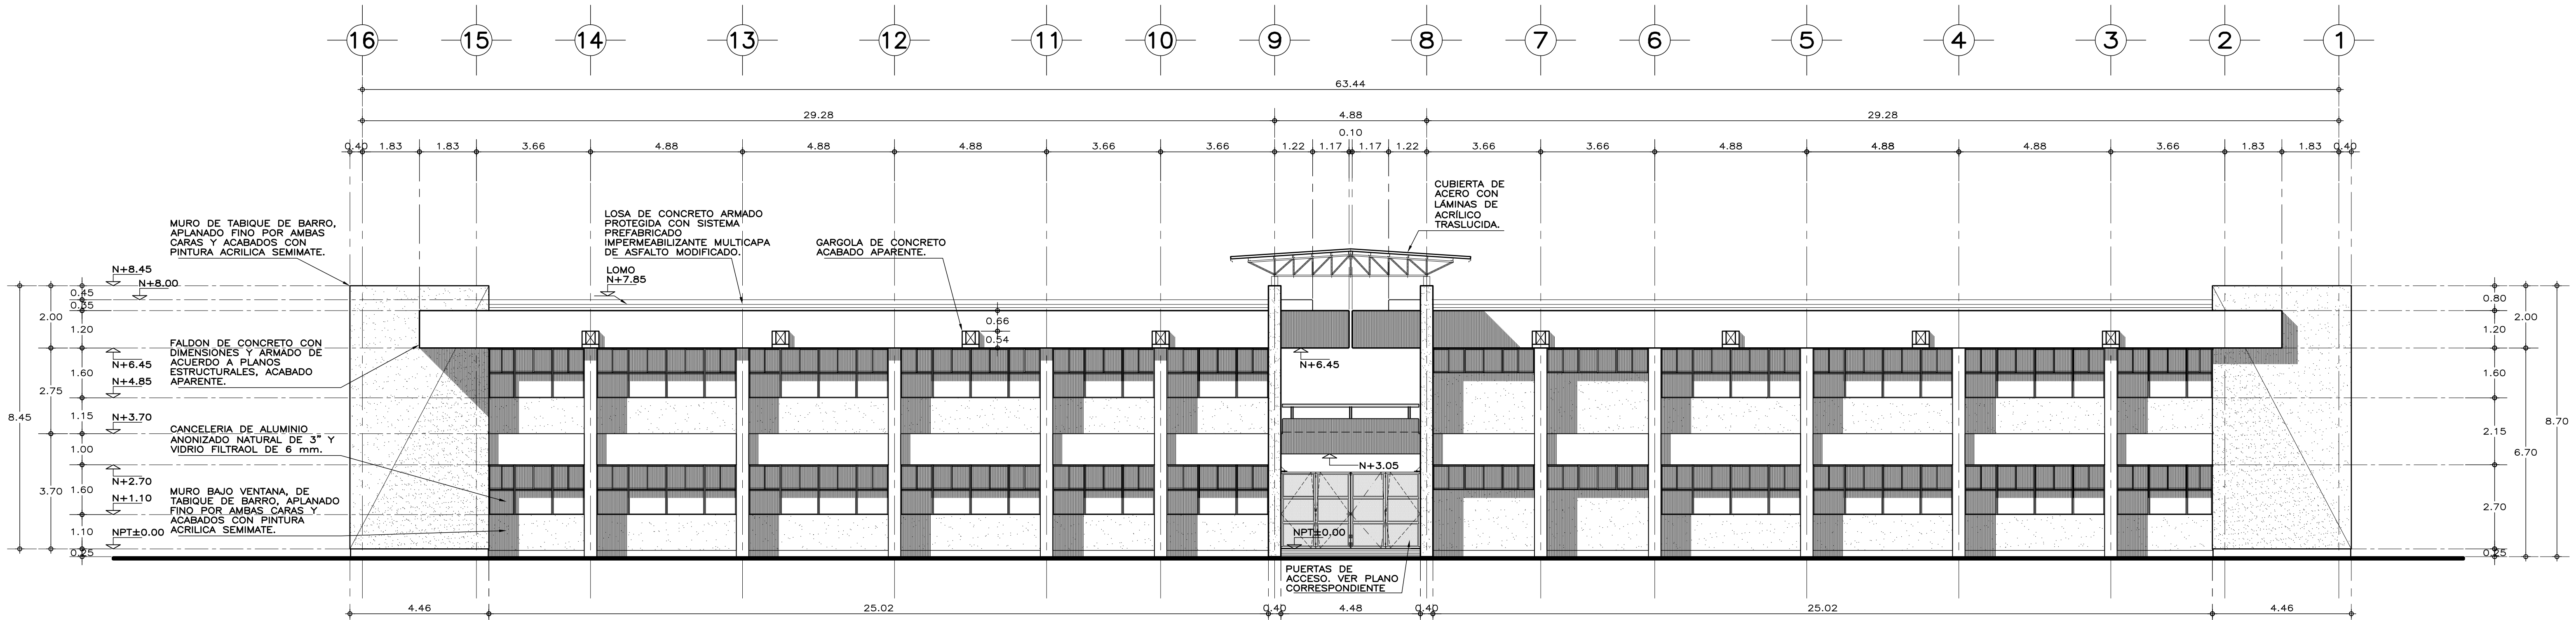 16 15 14 13 12 11 10 9 8 7 6 5 4 3 2 1
63.44
29.28 4.88 29.28
0.10
0.40 1.83 1.83 3.66 4.88 4.88 4.88 3.66 3.66 1.22 1.17 1.17 1.22 3.66 3.66 4.88 4.88 4.88 3.66 1.83 1.83 0.40
MURO DE TABIQUE DE BARRO,
APLANADO FINO POR AMBAS
CARAS Y ACABADOS CON
PINTURA ACRILICA SEMIMATE.
LOSA DE CONCRETO ARMADO
PROTEGIDA CON SISTEMA
PREFABRICADO
IMPERMEABILIZANTE MULTICAPA
DE ASFALTO MODIFICADO.
GARGOLA DE CONCRETO
ACABADO APARENTE.
CUBIERTA DE
ACERO CON
LÁMINAS DE
ACRÍLICO
TRASLUCIDA.
LOMO
N+7.85
N+8.45
N+8.00
FALDON DE CONCRETO CON
DIMENSIONES Y ARMADO DE
ACUERDO A PLANOS
ESTRUCTURALES, ACABADO
APARENTE.
N+6.45
N+4.85
N+3.70
CANCELERIA DE ALUMINIO
ANONIZADO NATURAL DE 3" Y
VIDRIO FILTRAOL DE 6 mm.
N+2.70
N+1.10
MURO BAJO VENTANA, DE
TABIQUE DE BARRO, APLANADO
FINO POR AMBAS CARAS Y
ACABADOS CON PINTURA
ACRILICA SEMIMATE.
NPT±0.00
8.45
2.00
2.75
3.70
0.45
0.35
1.20
1.60
1.15
1.00
1.60
1.10
0.25
0.66
0.54
N+6.45
N+3.05
NPT±0.00
PUERTAS DE
ACCESO. VER PLANO
CORRESPONDIENTE
0.80
1.20
1.60
2.15
2.70
0.25
2.00
6.70
8.70
4.46 25.02 0.40 4.48 0.40 25.02 4.46